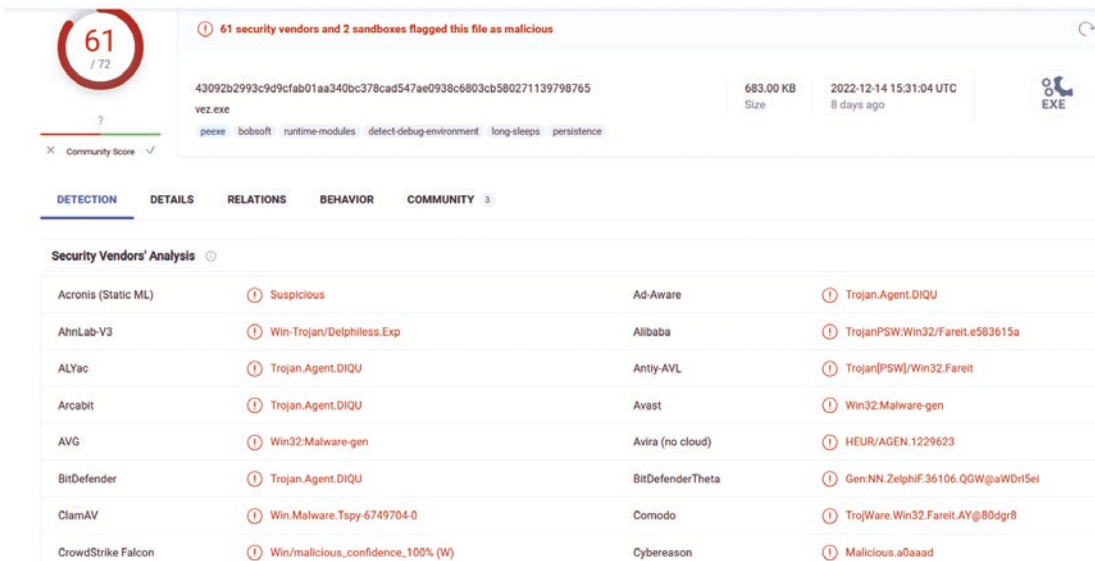 61
/ 72
61 security vendors and 2 sandboxes flagged this file as malicious
43092b2993c9d9cfab01aa340bc378cad547ae0938c6803cb580271139798765
vez.exe
683.00 KB
Size
2022-12-14 15:31:04 UTC
8 days ago
EXE
peexe bobsoft runtime-modules detect-debug-environment long-sleeps persistence
?
Community Score
DETECTION DETAILS RELATIONS BEHAVIOR COMMUNITY 3
Security Vendors' Analysis
Acronis (Static ML) Suspicious Ad-Aware Trojan.Agent.DIQU
AhnLab-V3 Win-Trojan/Delphiless.Exp Alibaba TrojanPSW:Win32/Fareit.e583615a
ALYac Trojan.Agent.DIQU Antiy-AVL Trojan[PSW]/Win32.Fareit
Arcabit Trojan.Agent.DIQU Avast Win32:Malware-gen
AVG Win32:Malware-gen Avira (no cloud) HEUR/AGEN.1229623
BitDefender Trojan.Agent.DIQU BitDefenderTheta Gen:NN.ZelphiF.36106.QGW@aWDrI5ei
ClamAV Win.Malware.Tspy-6749704-0 Comodo TrojWare.Win32.Fareit.AY@80dgr8
CrowdStrike Falcon Win/malicious_confidence_100% (W) Cybereason Malicious.a0aaad